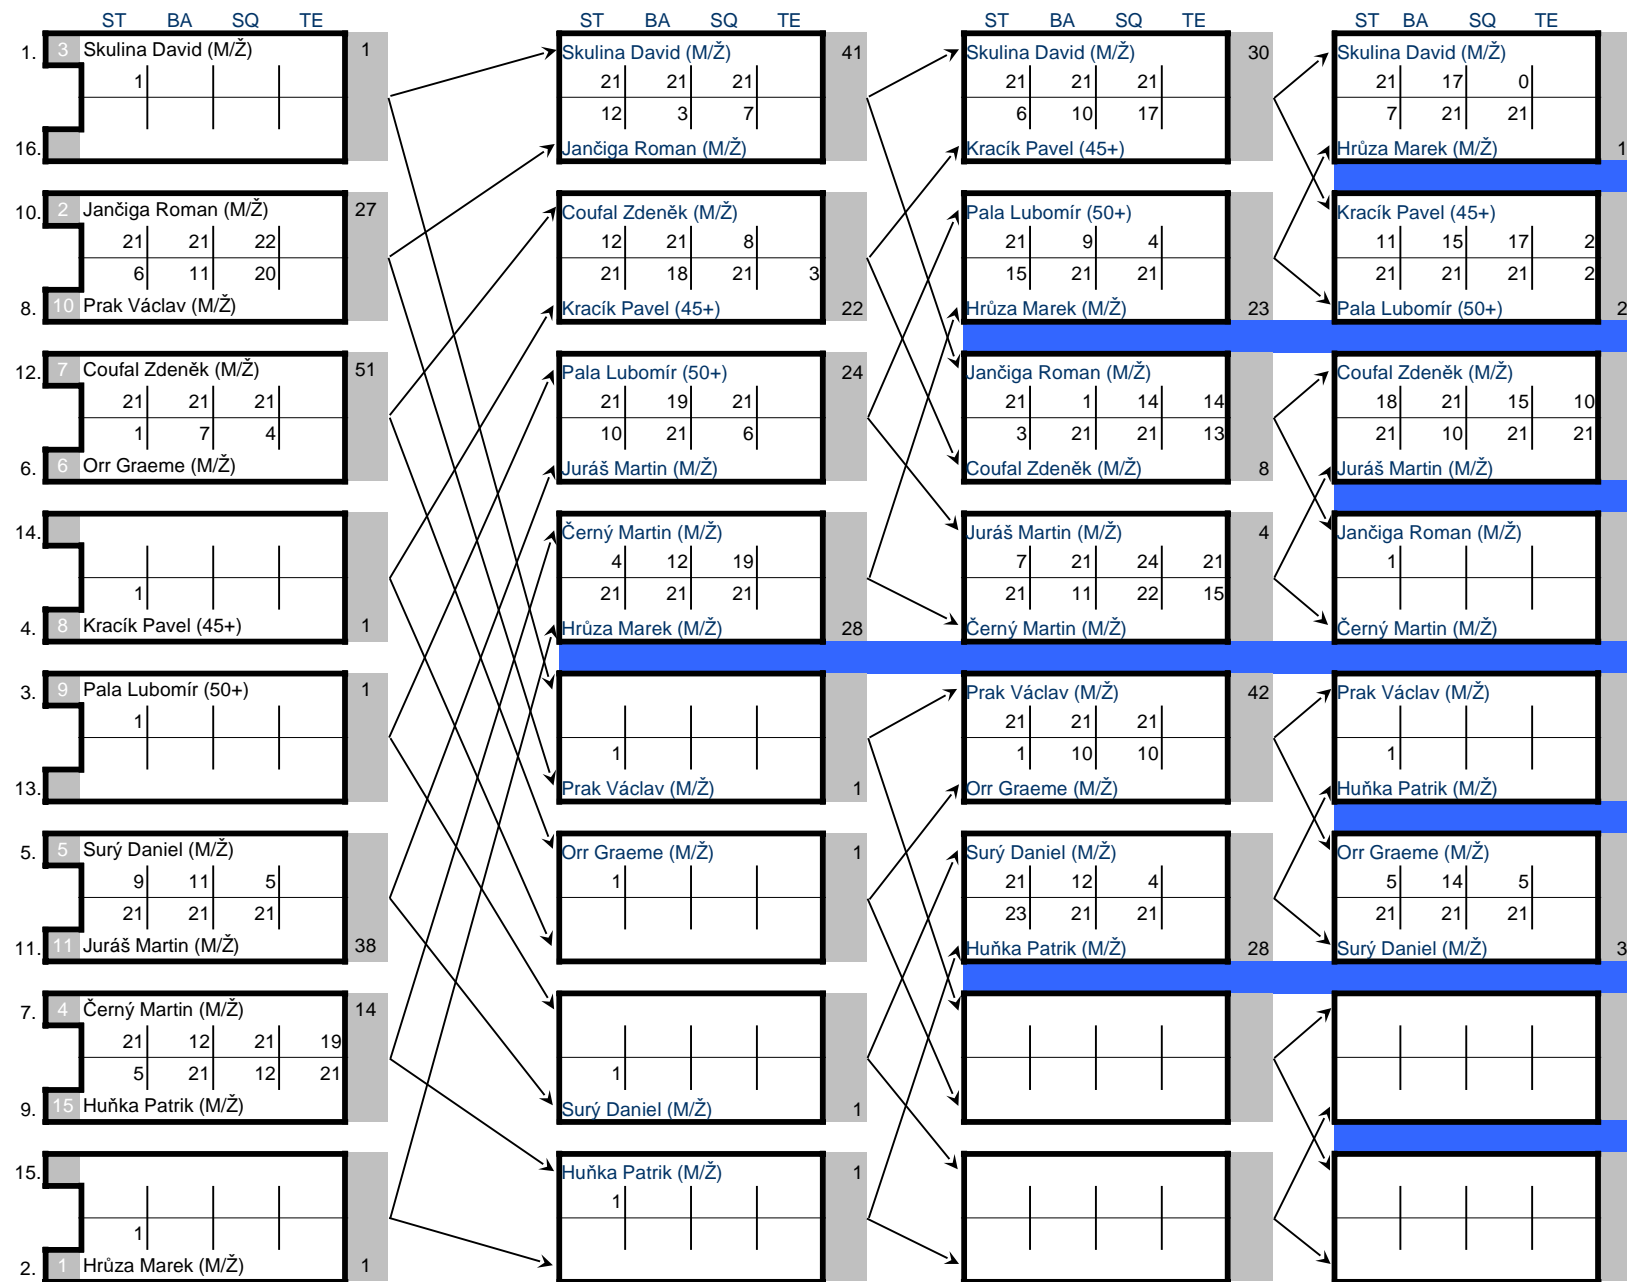 ST BA SQ TE ST BA SQ TE ST BA SQ TE ST BA SQ TE
1. 3 Skulina David (M/Ž) 1
1
16.
10. 2 Jančiga Roman (M/Ž) 27
21 21 22
6 11 20
8. 10 Prak Václav (M/Ž)
12. 7 Coufal Zdeněk (M/Ž) 51
21 21 21
1 7 4
6. 6 Orr Graeme (M/Ž)
14.
1
4. 8 Kracík Pavel (45+) 1
3. 9 Pala Lubomír (50+) 1
1
13.
5. 5 Surý Daniel (M/Ž)
9 11 5
21 21 21
11. 11 Juráš Martin (M/Ž) 38
7. 4 Černý Martin (M/Ž) 14
21 12 21 19
5 21 12 21
9. 15 Huňka Patrik (M/Ž)
15.
1
2. 1 Hrůza Marek (M/Ž) 1
Skulina David (M/Ž) 41
21 21 21
12 3 7
Jančiga Roman (M/Ž)
Coufal Zdeněk (M/Ž)
12 21 8
21 18 21 3
Kracík Pavel (45+) 22
Pala Lubomír (50+) 24
21 19 21
10 21 6
Juráš Martin (M/Ž)
Černý Martin (M/Ž)
4 12 19
21 21 21
Hrůza Marek (M/Ž) 28
1
Prak Václav (M/Ž) 1
Orr Graeme (M/Ž) 1
1
1
Surý Daniel (M/Ž) 1
Huňka Patrik (M/Ž) 1
1
Skulina David (M/Ž) 30
21 21 21
6 10 17
Kracík Pavel (45+)
Pala Lubomír (50+)
21 9 4
15 21 21
Hrůza Marek (M/Ž) 23
Jančiga Roman (M/Ž)
21 1 14 14
3 21 21 13
Coufal Zdeněk (M/Ž) 8
Juráš Martin (M/Ž) 4
7 21 24 21
21 11 22 15
Černý Martin (M/Ž)
Prak Václav (M/Ž) 42
21 21 21
1 10 10
Orr Graeme (M/Ž)
Surý Daniel (M/Ž)
21 12 4
23 21 21
Huňka Patrik (M/Ž) 28
Skulina David (M/Ž)
21 17 0
7 21 21
Hrůza Marek (M/Ž) 1
Kracík Pavel (45+)
11 15 17 2
21 21 21 2
Pala Lubomír (50+) 2
Coufal Zdeněk (M/Ž)
18 21 15 10
21 10 21 21
Juráš Martin (M/Ž)
Jančiga Roman (M/Ž)
1
Černý Martin (M/Ž)
Prak Václav (M/Ž)
1
Huňka Patrik (M/Ž)
Orr Graeme (M/Ž)
5 14 5
21 21 21
Surý Daniel (M/Ž) 3